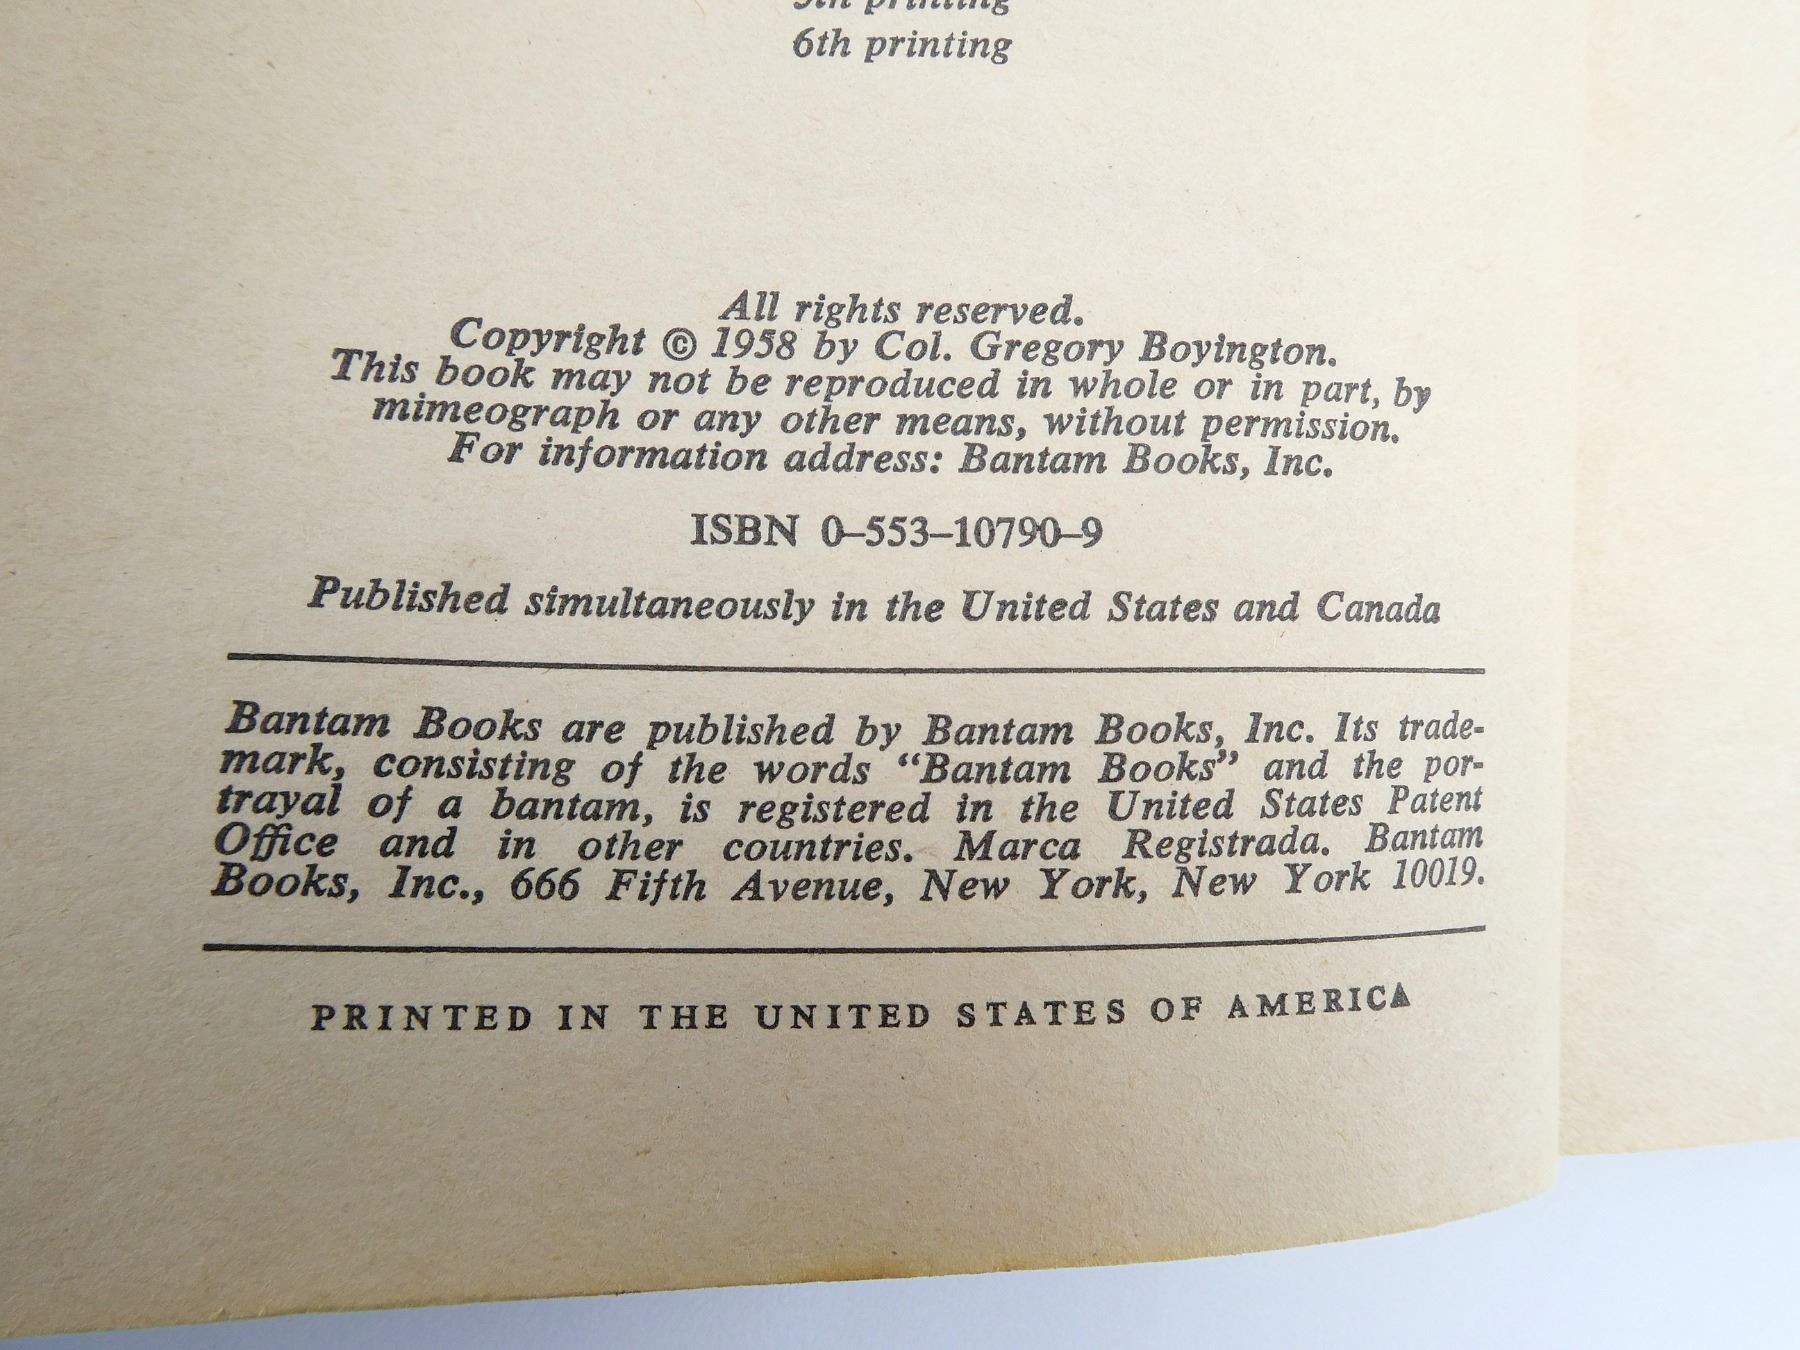 5th printing
6th printing
All rights reserved.
Copyright © 1958 by Col. Gregory Boyington.
This book may not be reproduced in whole or in part, by
mimeograph or any other means, without permission.
For information address: Bantam Books, Inc.
ISBN 0–553–10790–9
Published simultaneously in the United States and Canada
Bantam Books are published by Bantam Books, Inc. Its trade-
mark, consisting of the words “Bantam Books” and the por-
trayal of a bantam, is registered in the United States Patent
Office and in other countries. Marca Registrada. Bantam
Books, Inc., 666 Fifth Avenue, New York, New York 10019.
PRINTED IN THE UNITED STATES OF AMERICA